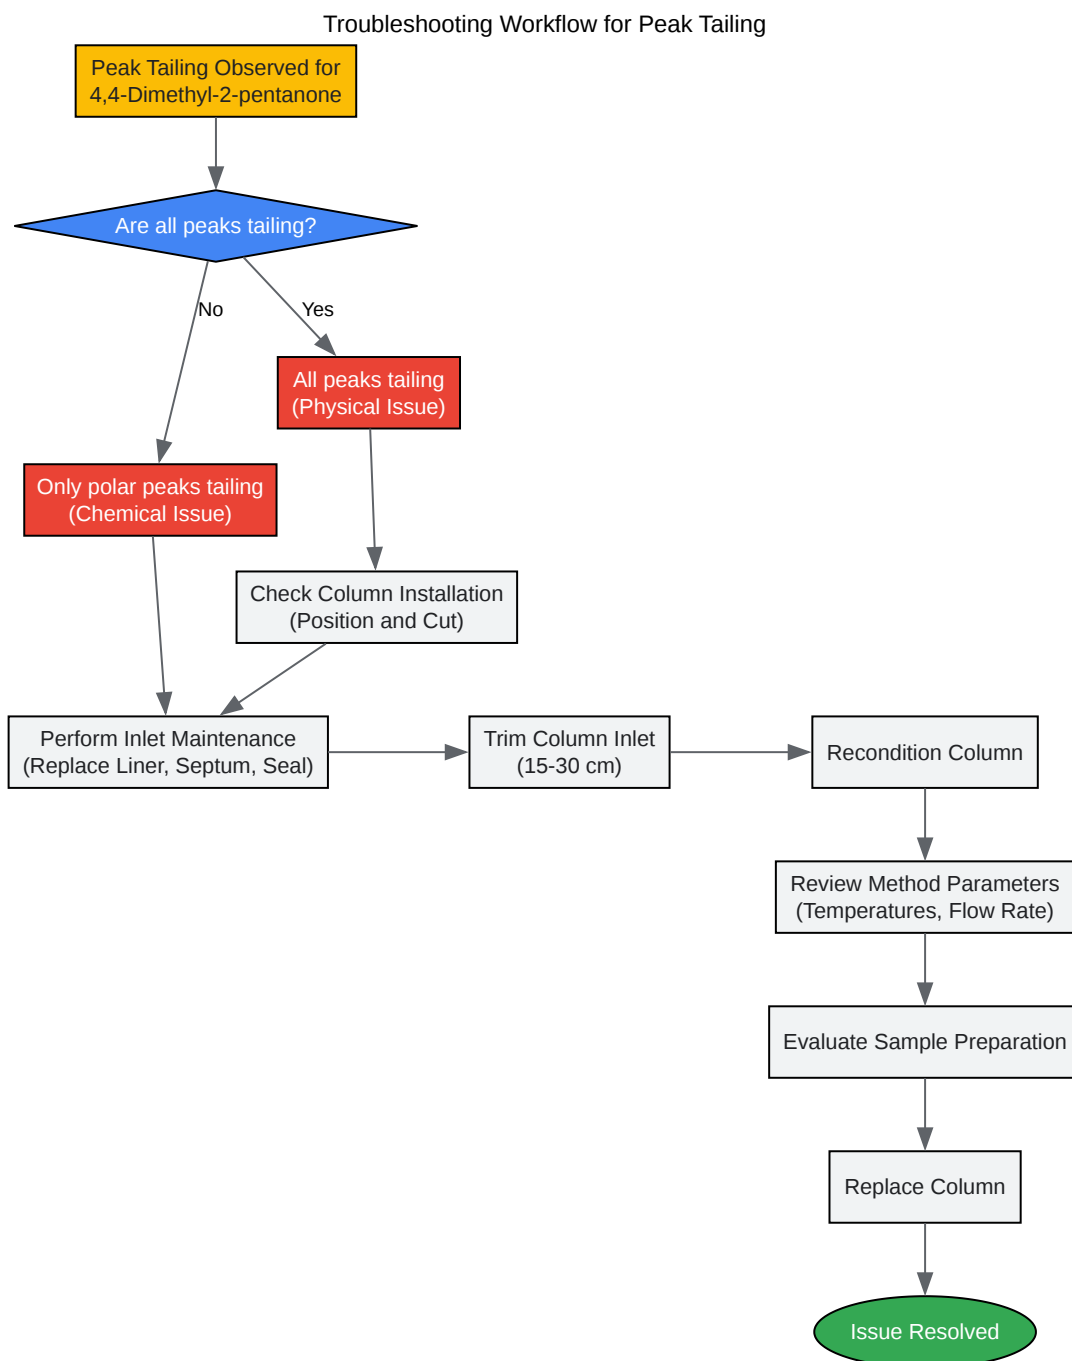 Troubleshooting Workflow for Peak Tailing
Peak Tailing Observed for
4,4-Dimethyl-2-pentanone
Are all peaks tailing?
No
Yes
All peaks tailing
(Physical Issue)
Only polar peaks tailing
(Chemical Issue)
Check Column Installation
(Position and Cut)
Perform Inlet Maintenance
(Replace Liner, Septum, Seal)
Trim Column Inlet
(15-30 cm)
Recondition Column
Review Method Parameters
(Temperatures, Flow Rate)
Evaluate Sample Preparation
Replace Column
Issue Resolved